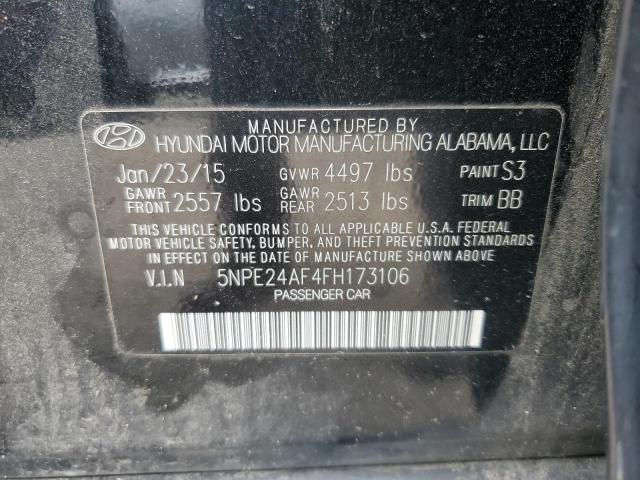 MANUFACTURED BY
HYUNDAI MOTOR MANUFACTURING ALABAMA, LLC
Jan/23/15 GVWR 4497 lbs PAINT S3
GAWR FRONT 2557 lbs GAWR REAR 2513 lbs TRIM BB
THIS VEHICLE CONFORMS TO ALL APPLICABLE U.S.A. FEDERAL
MOTOR VEHICLE SAFETY, BUMPER, AND THEFT PREVENTION STANDARDS
IN EFFECT ON THE DATE OF MANUFACTURE SHOWN ABOVE.
V.I.N 5NPE24AF4FH173106
PASSENGER CAR